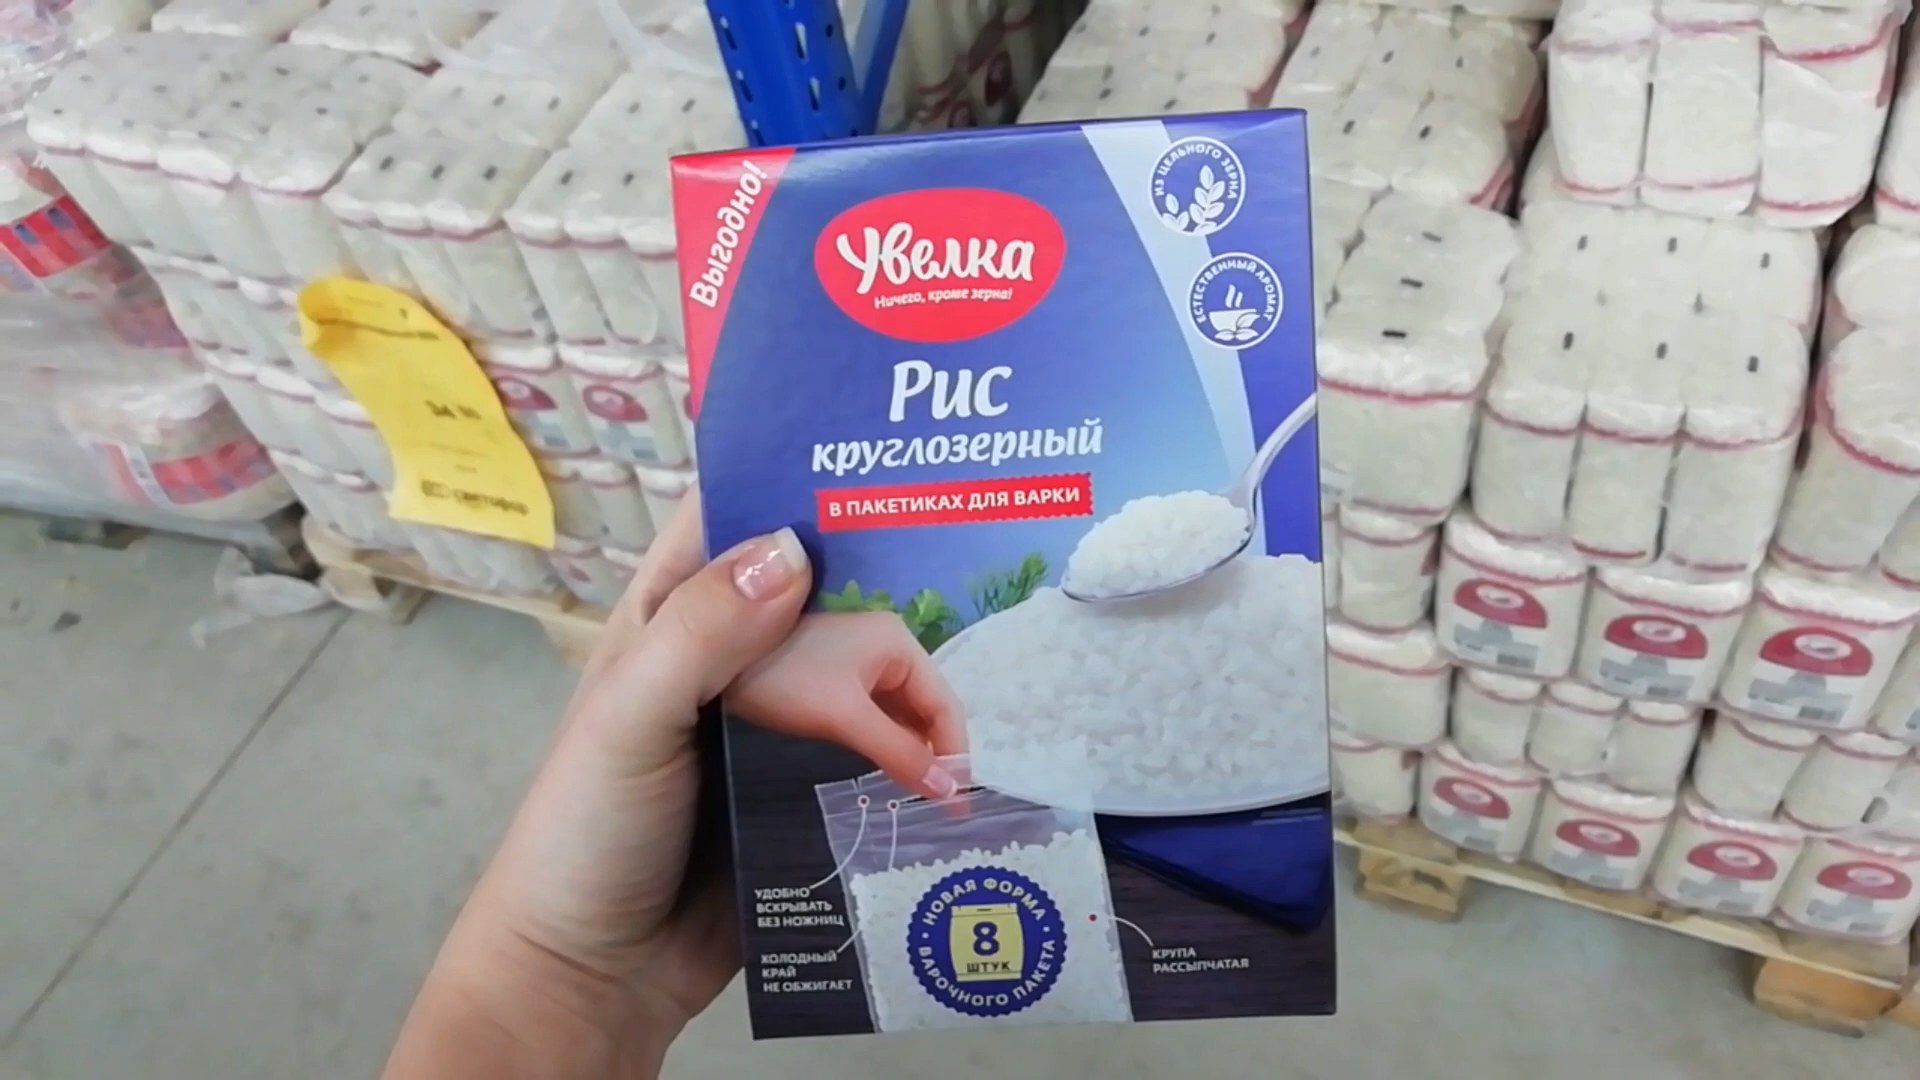 Выгодно!
Увелка
Ничего, кроме зерна!
ИЗ ЦЕЛЬНОГО ЗЕРНА
ЕСТЕСТВЕННЫЙ АРОМАТ
Рис
круглозерный
В ПАКЕТИКАХ ДЛЯ ВАРКИ
УДОБНО
ВСКРЫВАТЬ
БЕЗ НОЖНИЦ
ХОЛОДНЫЙ
КРАЙ
НЕ ОБЖИГАЕТ
НОВАЯ ФОРМА
8
ШТУК
ВАРОЧНОГО ПАКЕТА
КРУПА
РАССЫПЧАТАЯ
светофор